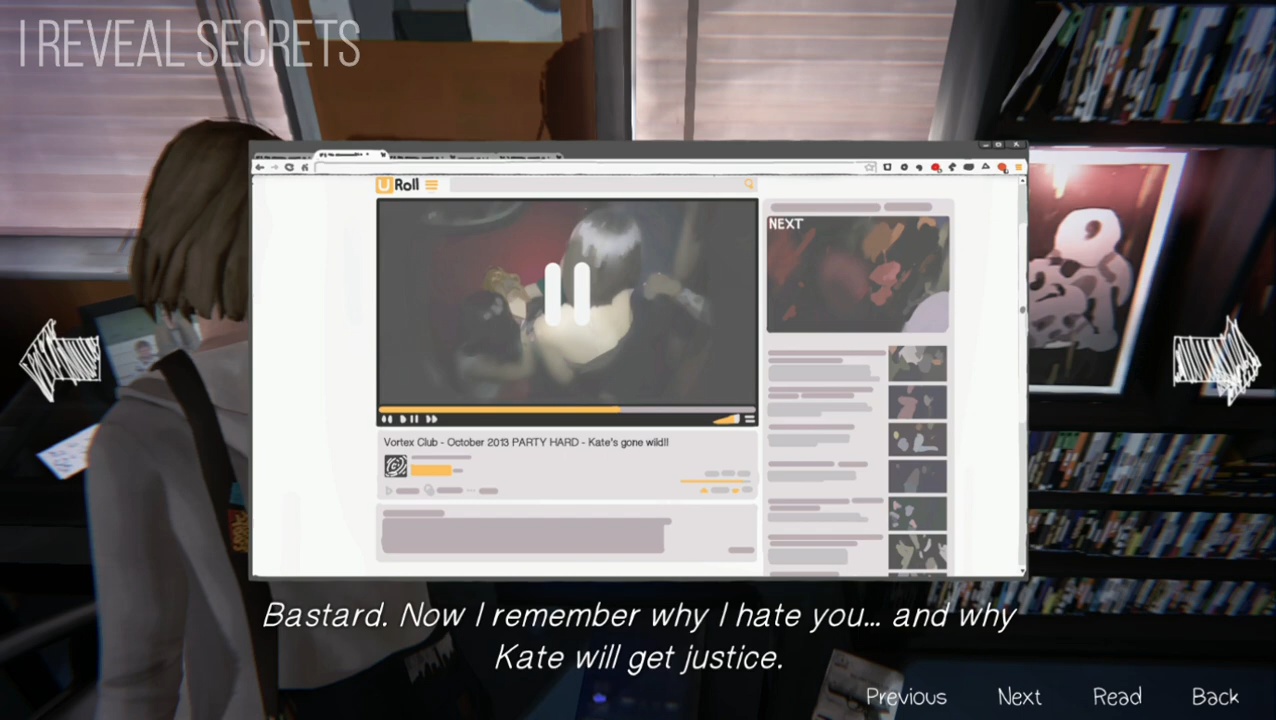 I REVEAL SECRETS
U Roll
NEXT
Vortex Club - October 2013 PARTY HARD - Kate's gone wild!!
Bastard. Now I remember why I hate you... and why
Kate will get justice.
Previous Next Read Back